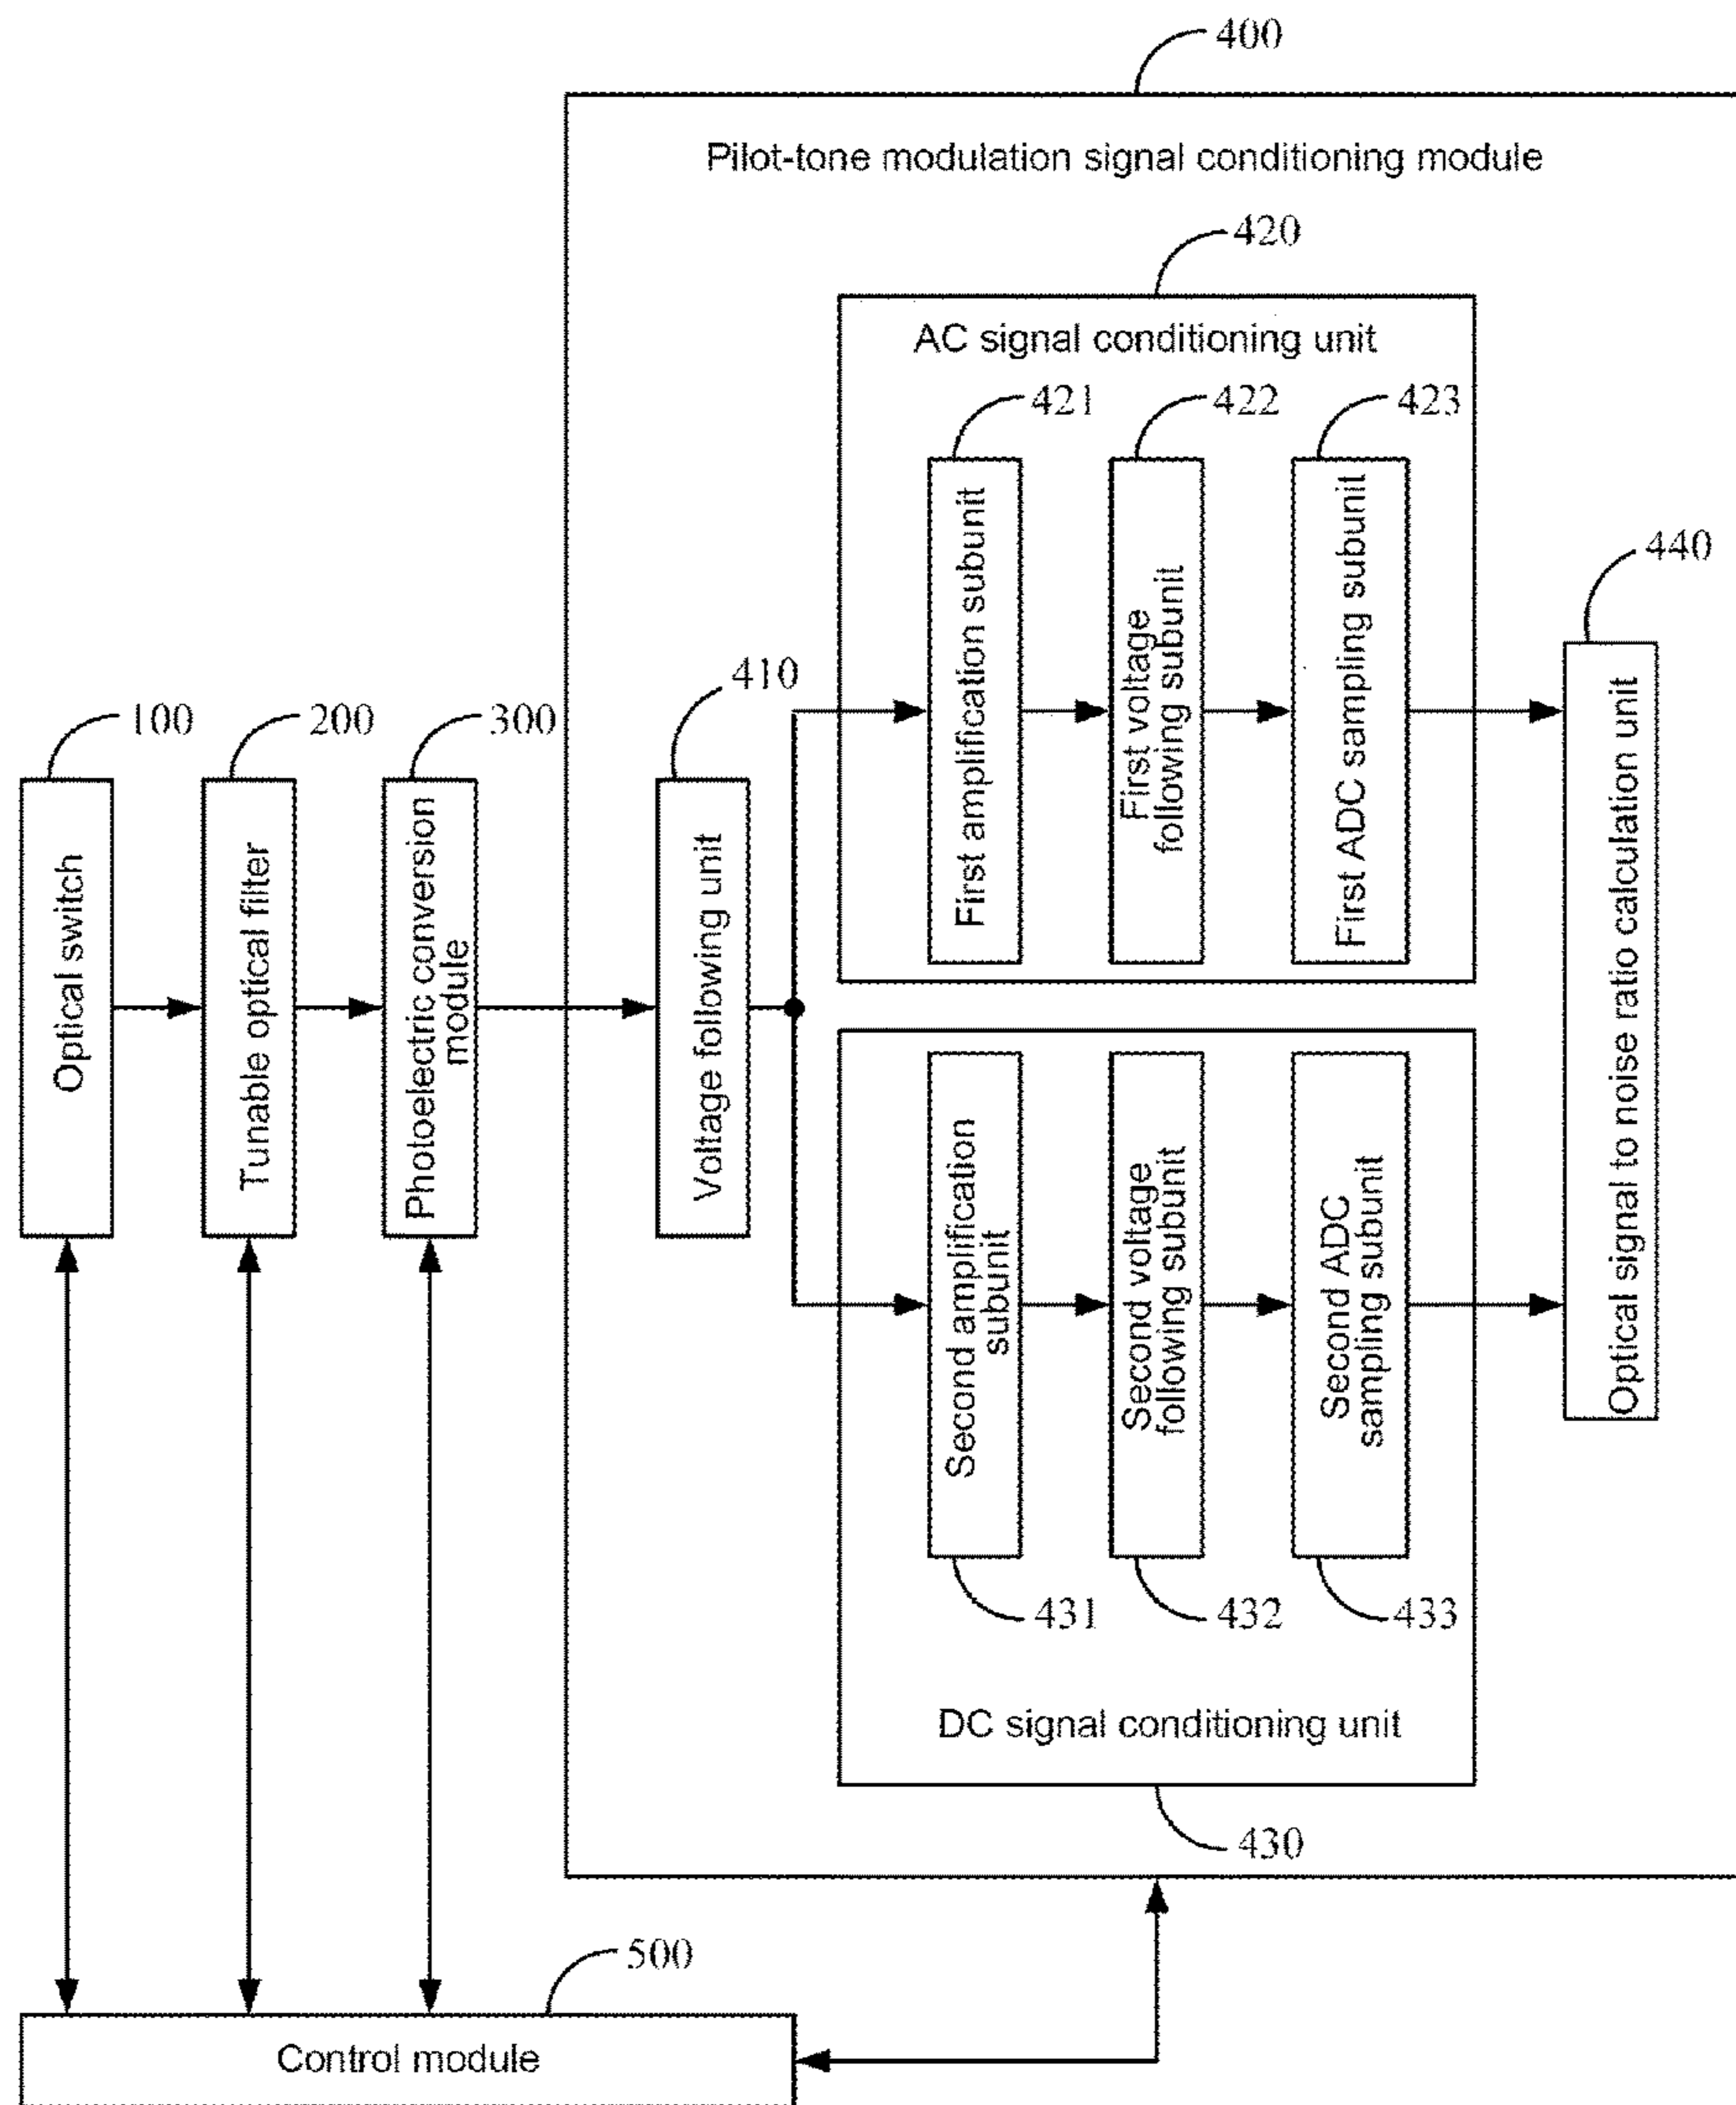 400
Pilot-tone modulation signal conditioning module
420
AC signal conditioning unit
421
422
423
First amplification subunit
First voltage
following subunit
First ADC sampling subunit
440
Optical signal to noise ratio calculation unit
410
Voltage following unit
100
200
300
Optical switch
Tunable optical filter
Photoelectric conversion
module
Second amplification
subunit
Second voltage
following subunit
Second ADC
sampling subunit
431
432
433
DC signal conditioning unit
430
500
Control module